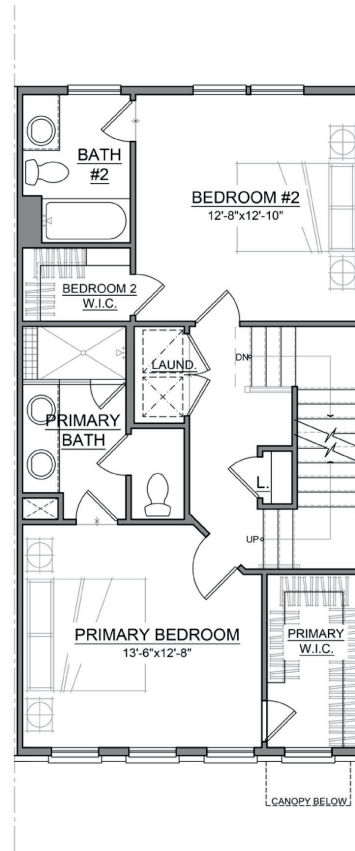 BATH
#2
BEDROOM #2
12'-8"x12'-10"
BEDROOM 2
W.I.C.
LAUND.
DN
PRIMARY
BATH
L.
UP
PRIMARY BEDROOM
13'-6"x12'-8"
PRIMARY
W.I.C.
CANOPY BELOW